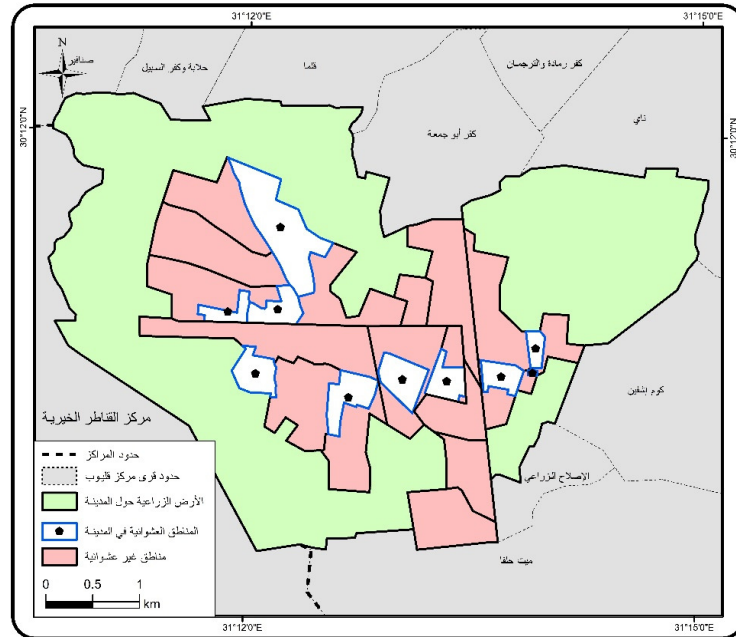 31°12'0"E
31°15'0"E
N
صنافير
حلابة وكفر السبيل
قلما
كفر رمادة والترجمان
ناي
30°12'0"N
30°12'0"N
كفر أبو جمعة
كوم إشفين
مركز القناطر الخيرية
الإصلاح الزراعي
ميت حلفا
حدود المراكز
حدود قرى مركز قليوب
الأرض الزراعية حول المدينة
المناطق العشوائية في المدينة
مناطق غير عشوائية
0 0.5 1
km
31°12'0"E
31°15'0"E